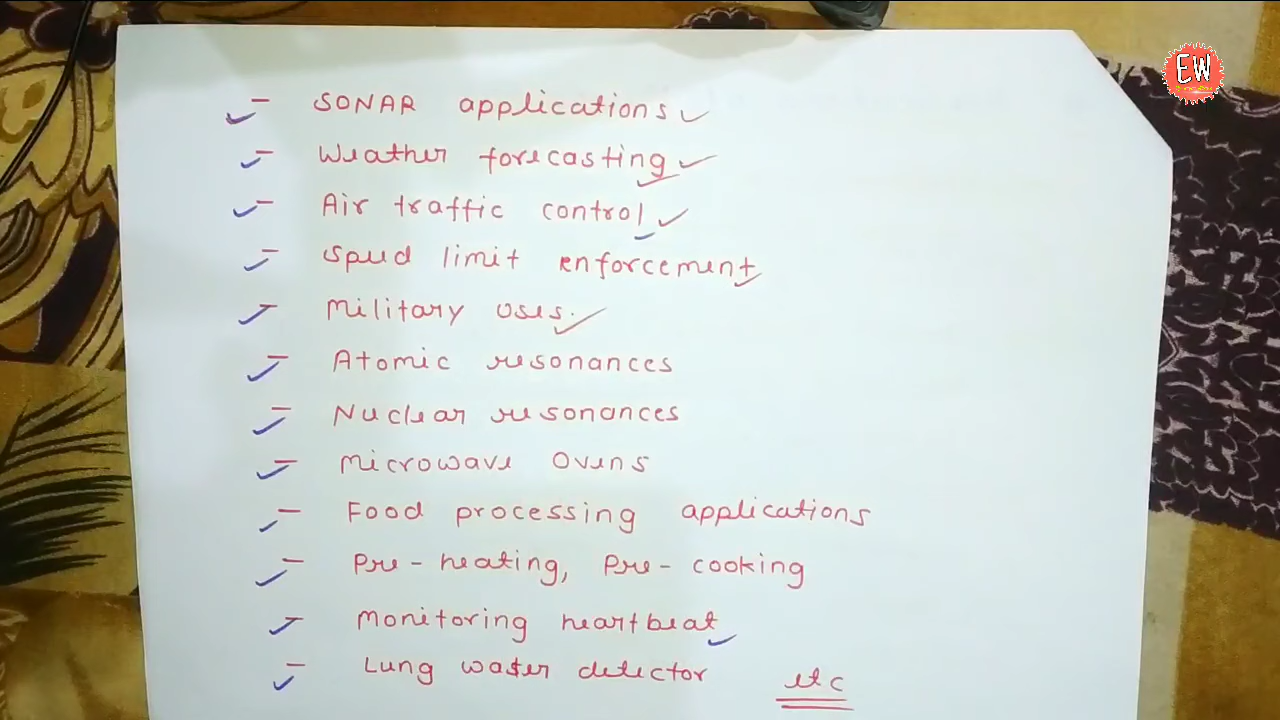 EW
- SONAR applications
- Weather forecasting
- Air traffic control
- Speed limit enforcement
- Military uses.
- Atomic resonances
- Nuclear resonances
- Microwave Ovens
- Food processing applications
- Pre-heating, Pre-cooking
- Monitoring heartbeat
- Lung water detector etc